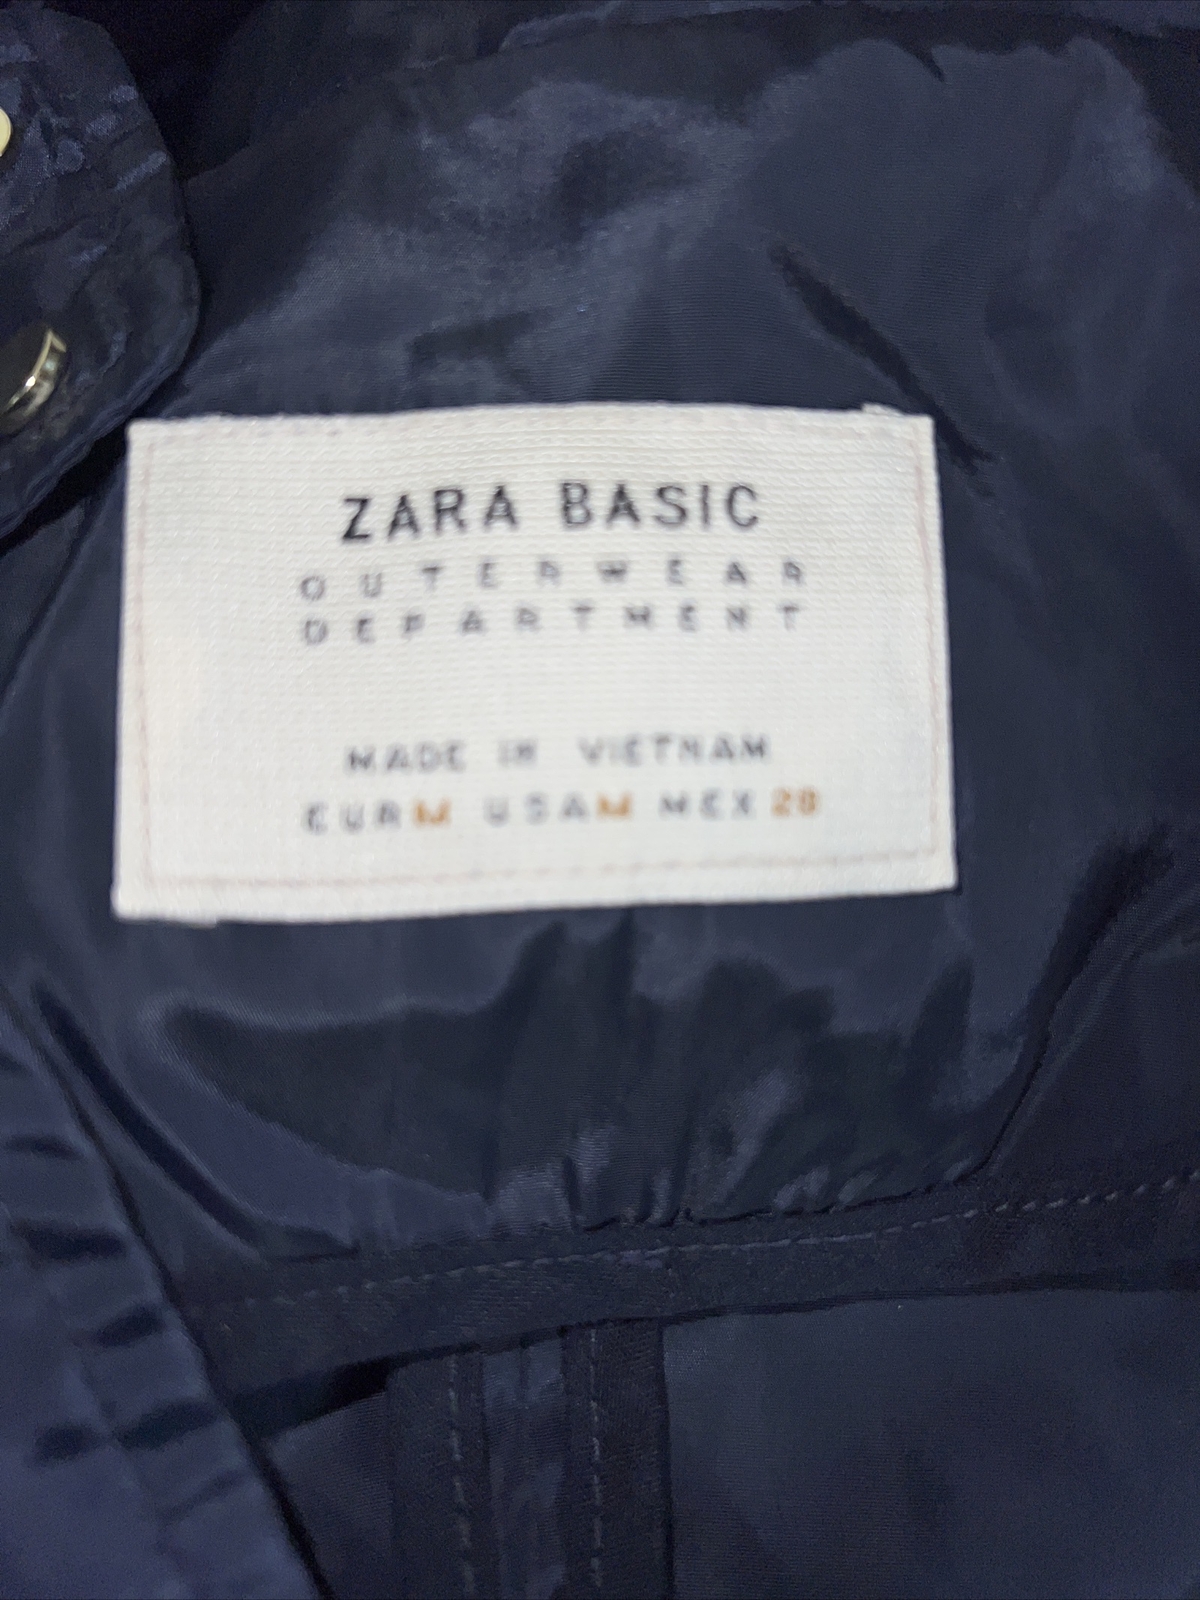 ZARA BASIC
OUTERWEAR
DEPARTMENT
MADE IN VIETNAM
EUR M USA M MEX 28